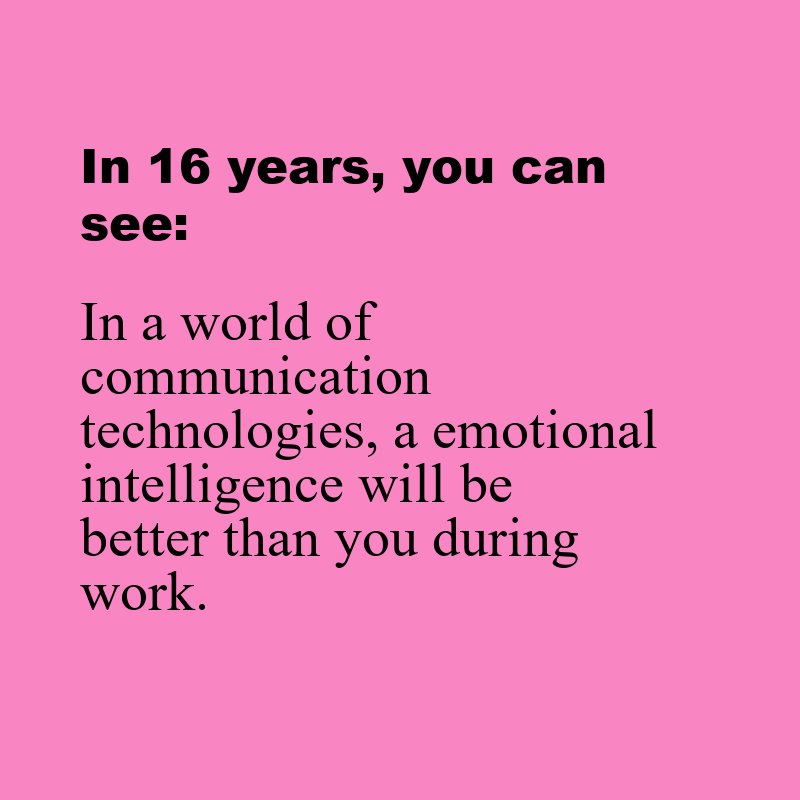 In 16 years, you can
see:
In a world of
communication
technologies, a emotional
intelligence will be
better than you during
work.